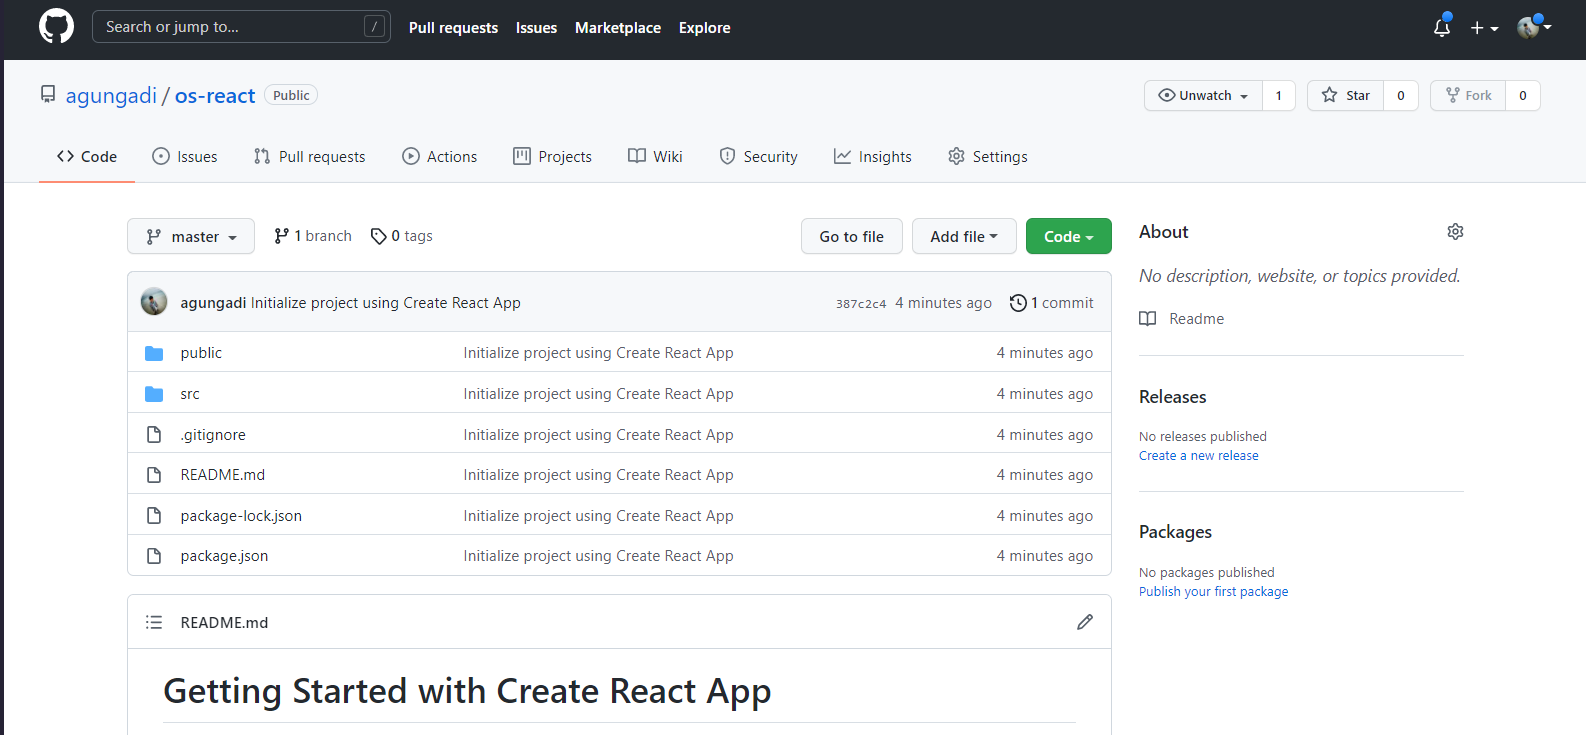 Search or jump to... / Pull requests Issues Marketplace Explore
agungadi / os-react Public Unwatch 1 Star 0 Fork 0
Code Issues Pull requests Actions Projects Wiki Security Insights Settings
master 1 branch 0 tags Go to file Add file Code
agungadi Initialize project using Create React App 387c2c4 4 minutes ago 1 commit
public Initialize project using Create React App 4 minutes ago
src Initialize project using Create React App 4 minutes ago
.gitignore Initialize project using Create React App 4 minutes ago
README.md Initialize project using Create React App 4 minutes ago
package-lock.json Initialize project using Create React App 4 minutes ago
package.json Initialize project using Create React App 4 minutes ago
README.md
Getting Started with Create React App
About
No description, website, or topics provided.
Readme
Releases
No releases published
Create a new release
Packages
No packages published
Publish your first package